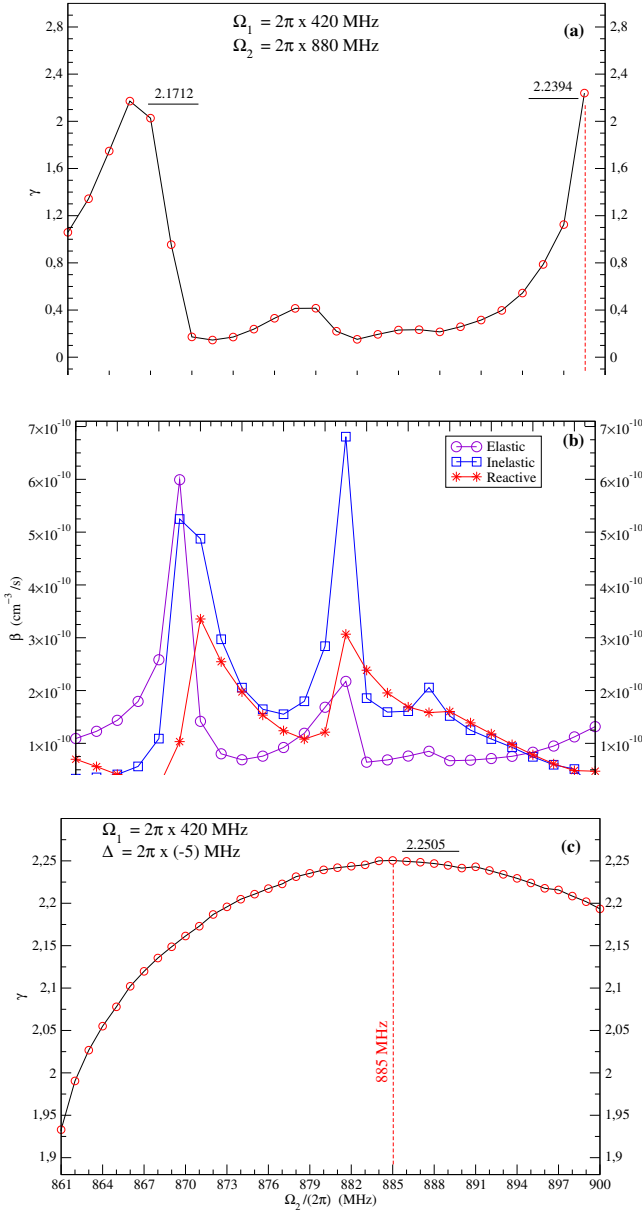 Ω1 = 2π x 420 MHz
Ω2 = 2π x 880 MHz
(a)
2.1712
2.2394
2,8 2,8
2,4 2,4
2 2
1,6 1,6
1,2 1,2
0,8 0,8
0,4 0,4
0 0
γ
(b)
Elastic
Inelastic
Reactive
7×10-10 7×10-10
6×10-10 6×10-10
5×10-10 5×10-10
4×10-10 4×10-10
3×10-10 3×10-10
2×10-10 2×10-10
1×10-10 1×10-10
β (cm-3/s)
Ω1 = 2π x 420 MHz
Δ = 2π x (-5) MHz
(c)
2.2505
2,25 2,25
2,2 2,2
2,15 2,15
2,1 2,1
2,05 2,05
2 2
1,95 1,95
1,9 1,9
γ
885 MHz
861 864 867 870 873 876 879 882 885 888 891 894 897 900
Ω2/(2π) (MHz)